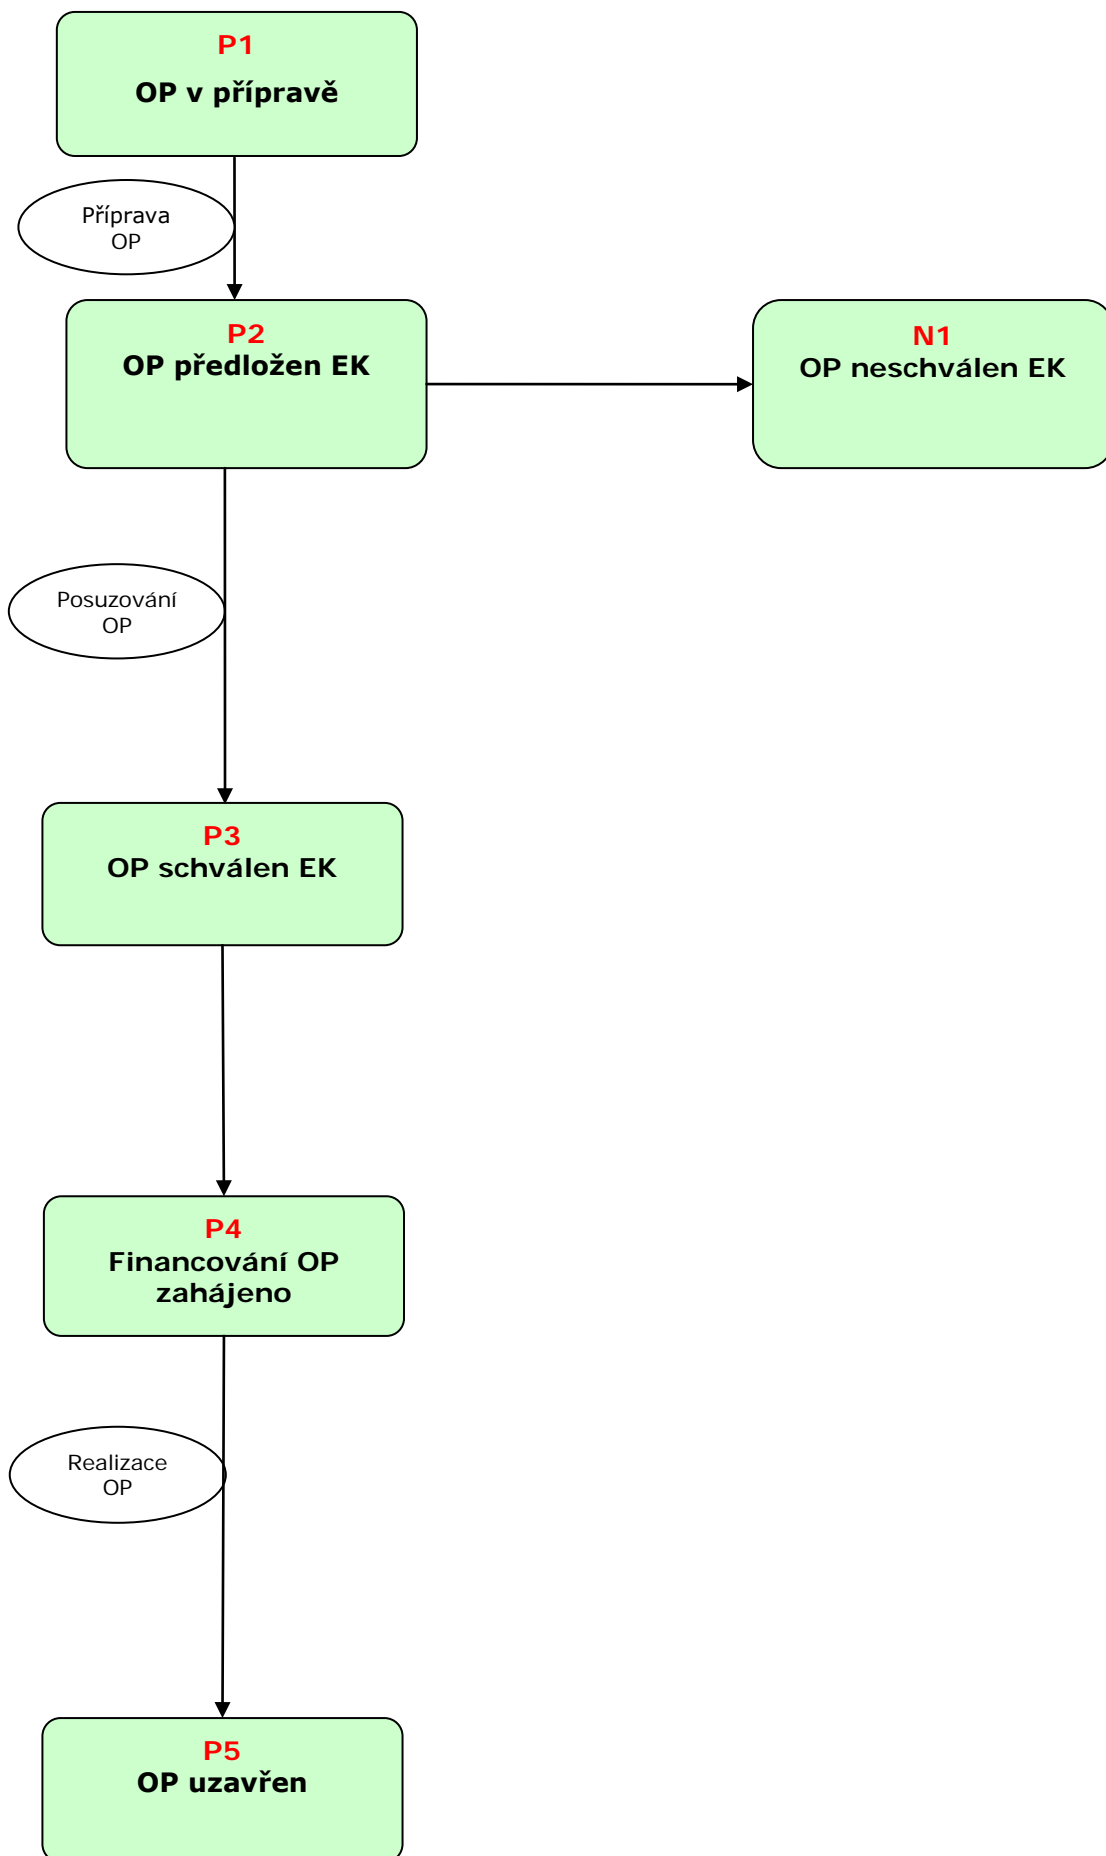 P1
OP v přípravě
Příprava
OP
P2
OP předložen EK
N1
OP neschválen EK
Posuzování
OP
P3
OP schválen EK
P4
Financování OP
zahájeno
Realizace
OP
P5
OP uzavřen